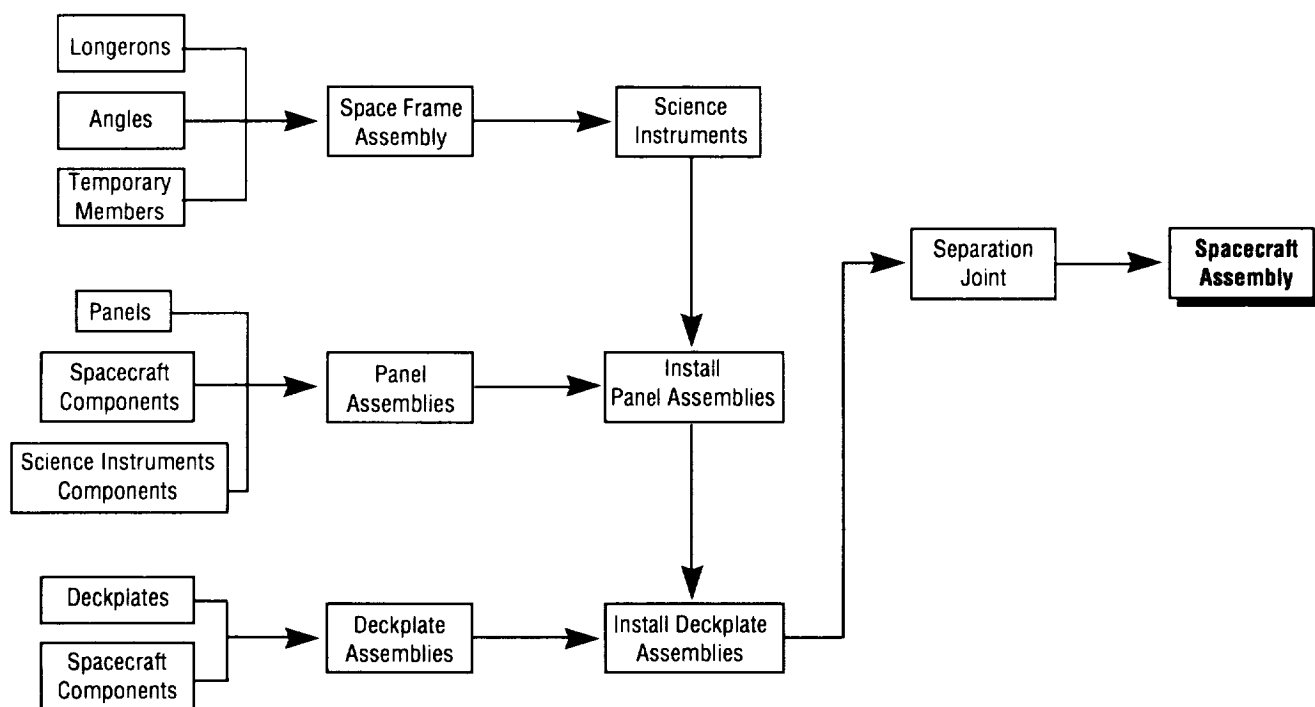 Longerons
Angles
Temporary
Members
Space Frame
Assembly
Science
Instruments
Separation
Joint
Spacecraft
Assembly
Panels
Spacecraft
Components
Science Instruments
Components
Panel
Assemblies
Install
Panel Assemblies
Deckplates
Spacecraft
Components
Deckplate
Assemblies
Install Deckplate
Assemblies